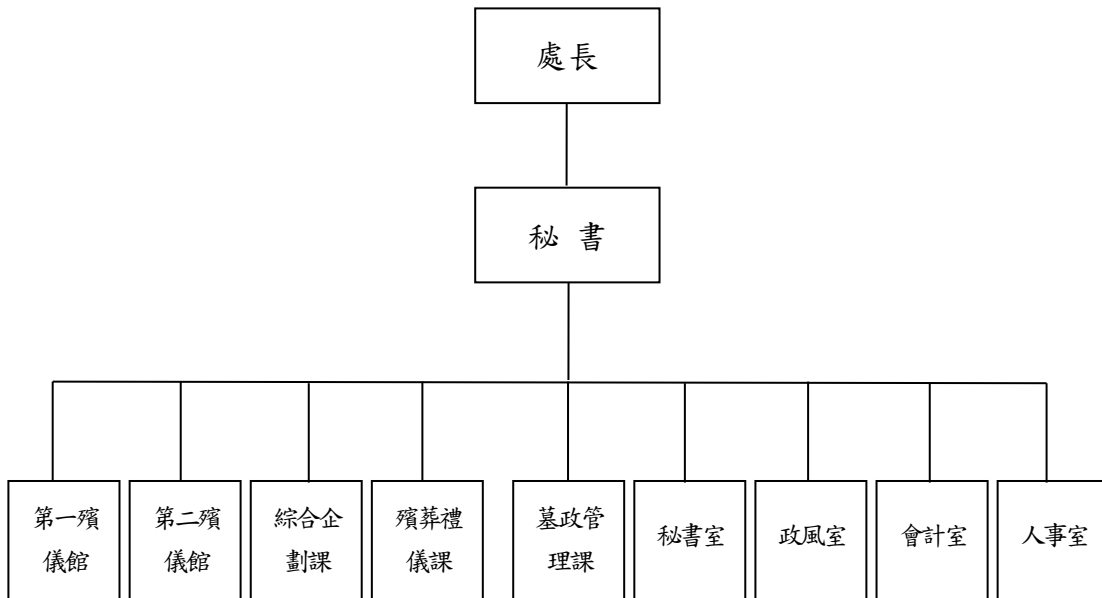 處長
秘 書
第一殯
儀館
第二殯
儀館
綜合企
劃課
殯葬禮
儀課
墓政管
理課
秘書室
政風室
會計室
人事室